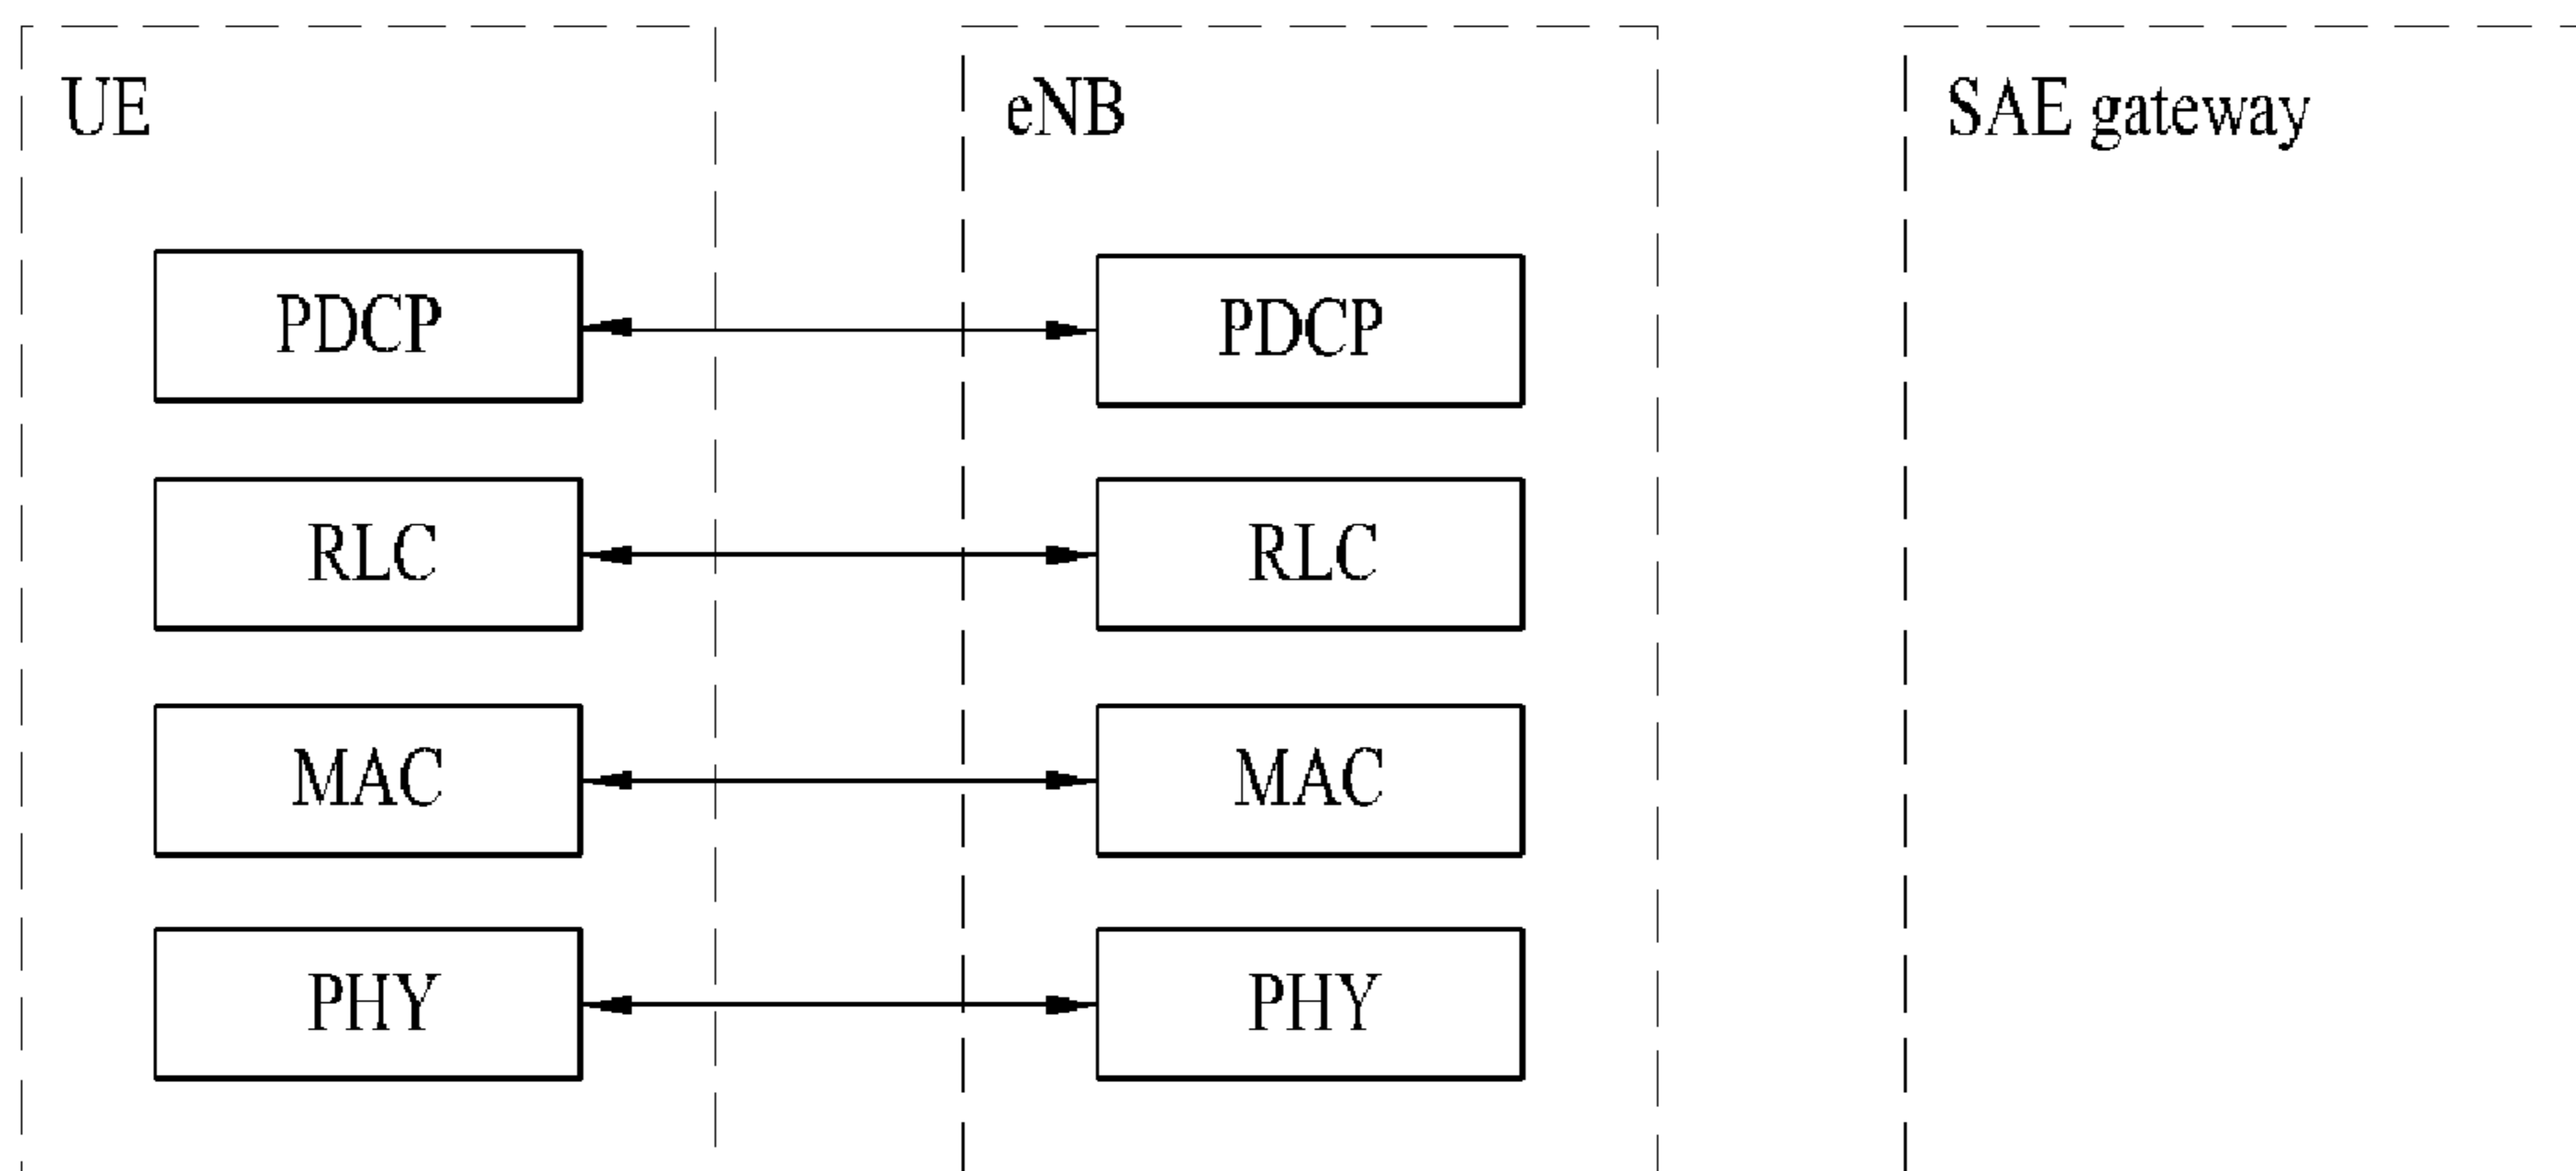 UE
eNB
SAE gateway
PDCP
PDCP
RLC
RLC
MAC
MAC
PHY
PHY